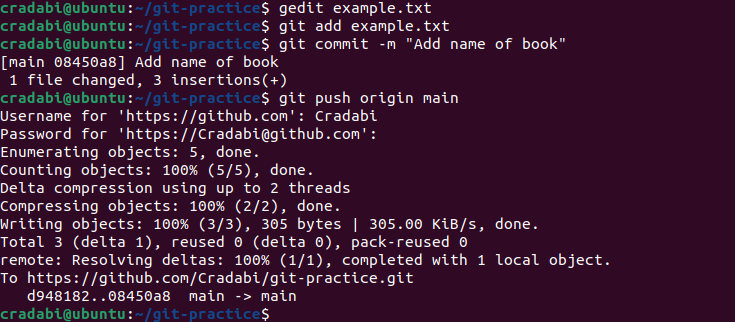 cradabi@ubuntu:~/git-practice$ gedit example.txt
cradabi@ubuntu:~/git-practice$ git add example.txt
cradabi@ubuntu:~/git-practice$ git commit -m "Add name of book"
[main 08450a8] Add name of book
 1 file changed, 3 insertions(+)
cradabi@ubuntu:~/git-practice$ git push origin main
Username for 'https://github.com': Cradabi
Password for 'https://Cradabi@github.com':
Enumerating objects: 5, done.
Counting objects: 100% (5/5), done.
Delta compression using up to 2 threads
Compressing objects: 100% (2/2), done.
Writing objects: 100% (3/3), 305 bytes | 305.00 KiB/s, done.
Total 3 (delta 1), reused 0 (delta 0), pack-reused 0
remote: Resolving deltas: 100% (1/1), completed with 1 local object.
To https://github.com/Cradabi/git-practice.git
   d948182..08450a8  main -> main
cradabi@ubuntu:~/git-practice$